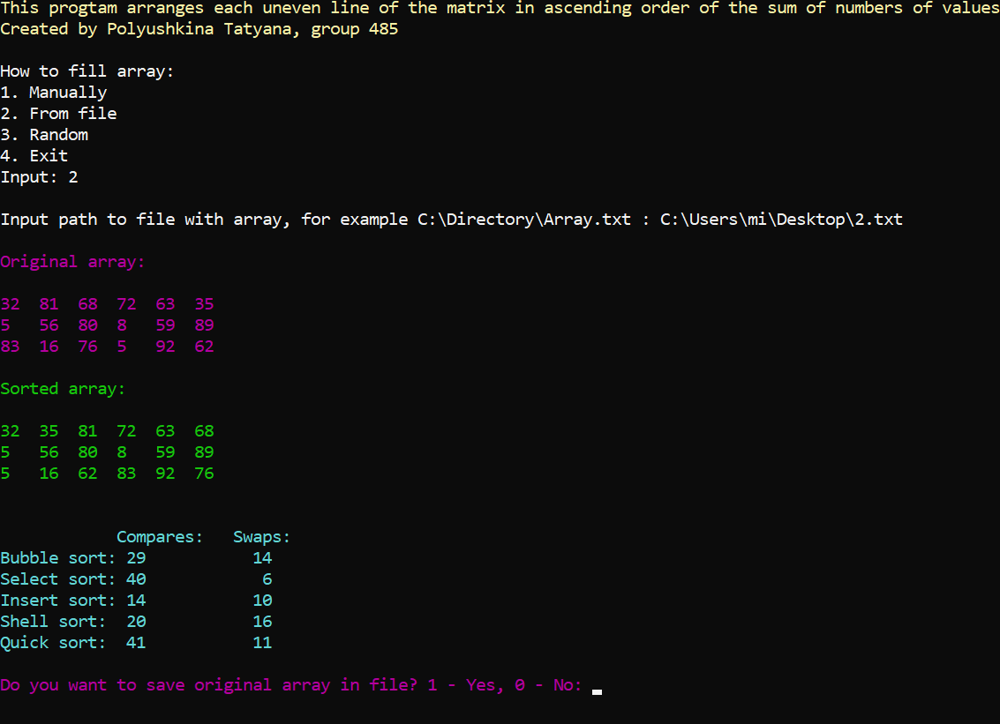 This progtam arranges each uneven line of the matrix in ascending order of the sum of numbers of values
Created by Polyushkina Tatyana, group 485
How to fill array:
1. Manually
2. From file
3. Random
4. Exit
Input: 2
Input path to file with array, for example C:\Directory\Array.txt : C:\Users\mi\Desktop\2.txt
Original array:
32 81 68 72 63 35
5 56 80 8 59 89
83 16 76 5 92 62
Sorted array:
32 35 81 72 63 68
5 56 80 8 59 89
5 16 62 83 92 76
Compares: Swaps:
Bubble sort: 29 14
Select sort: 40 6
Insert sort: 14 10
Shell sort: 20 16
Quick sort: 41 11
Do you want to save original array in file? 1 - Yes, 0 - No: